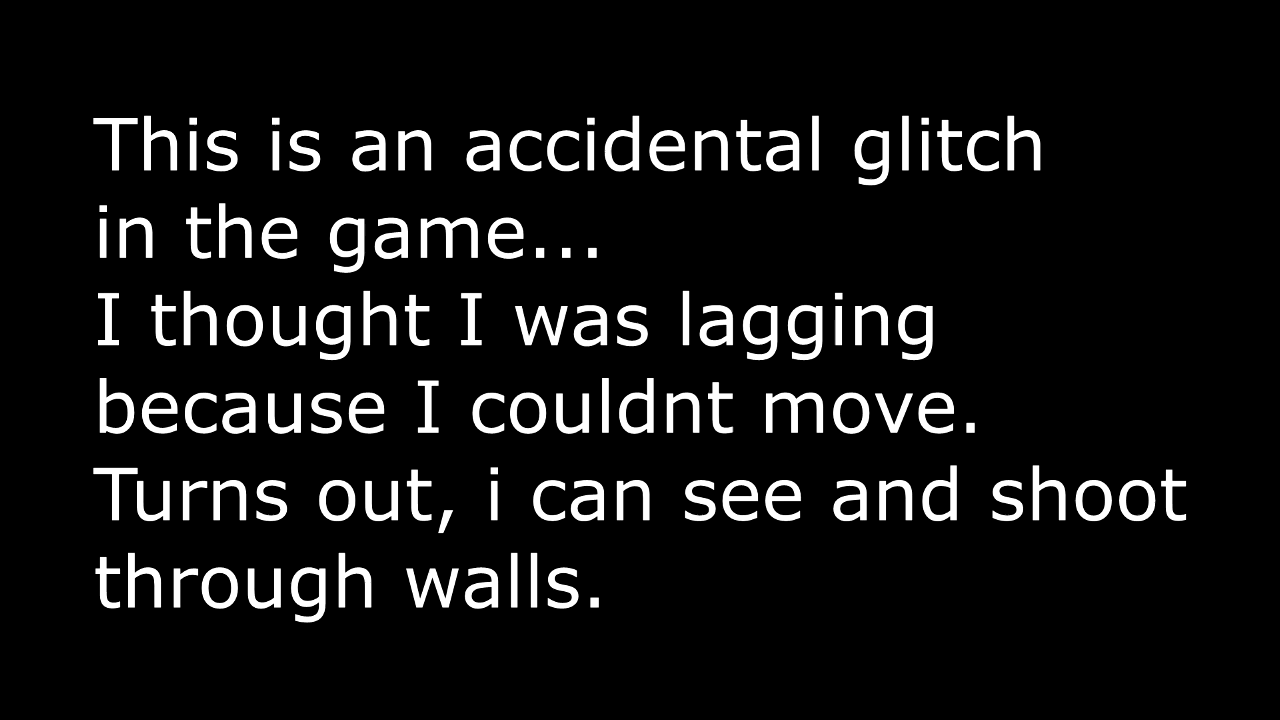 This is an accidental glitch
in the game...
I thought I was lagging
because I couldnt move.
Turns out, i can see and shoot
through walls.